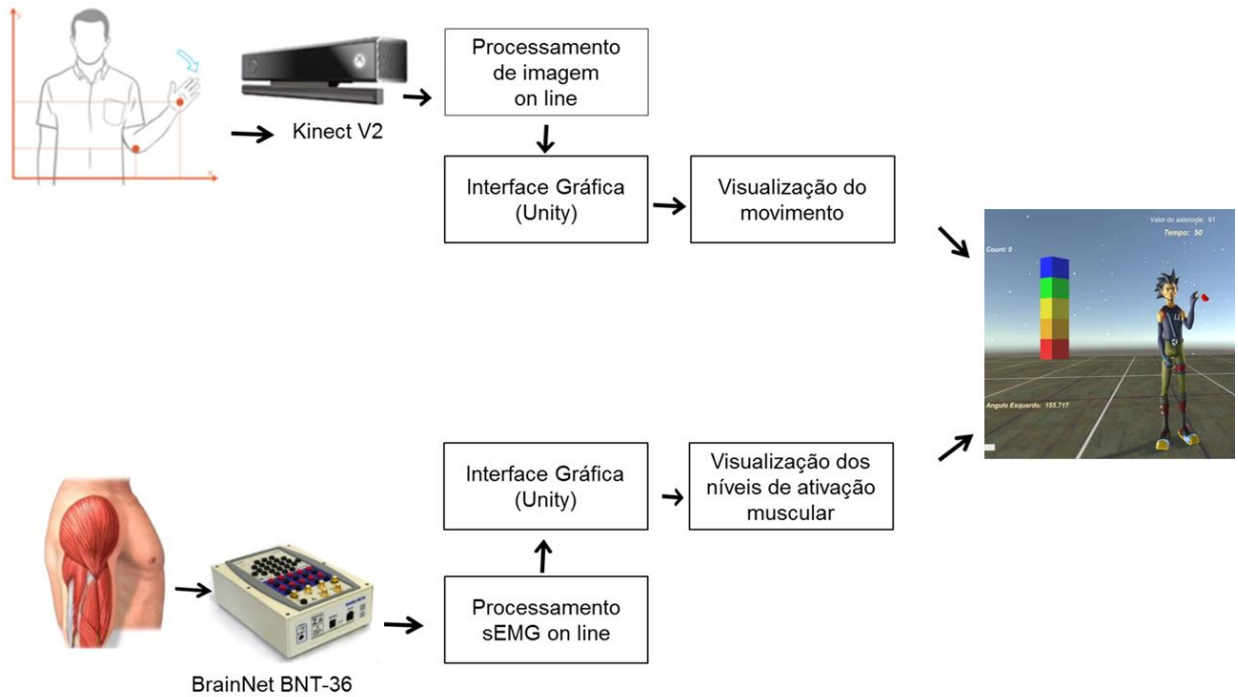 y
x
Kinect V2
Processamento
de imagem
on line
Interface Gráfica
(Unity)
Visualização do
movimento
Valor do asteroide: 91
Tempo: 50
Count: 0
Angulo Esquerdo: 155.717
Interface Gráfica
(Unity)
Visualização dos
níveis de ativação
muscular
Processamento
sEMG on line
BrainNet BNT-36